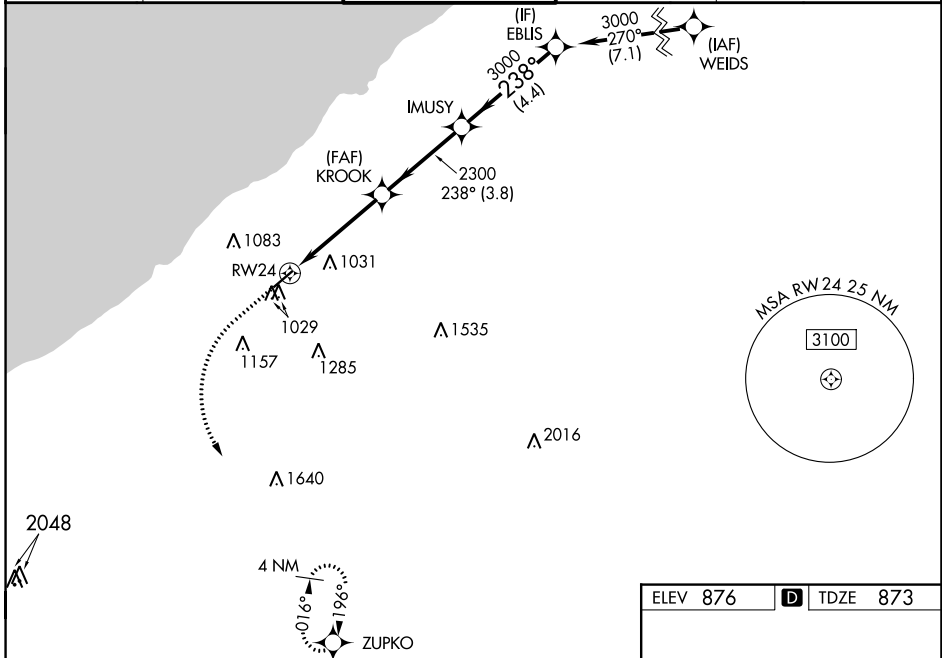 (IF)
EBLIS
3000
270°
(7.1)
(IAF)
WEIDS
3000
238°
(4.4)
IMUSY
(FAF)
KROOK
2300
238° (3.8)
1083
RW24
1031
1029
1157
1285
1535
MSA RW24 25 NM
3100
2016
1640
2048
4 NM
016°
196°
ZUPKO
ELEV 876 D TDZE 873